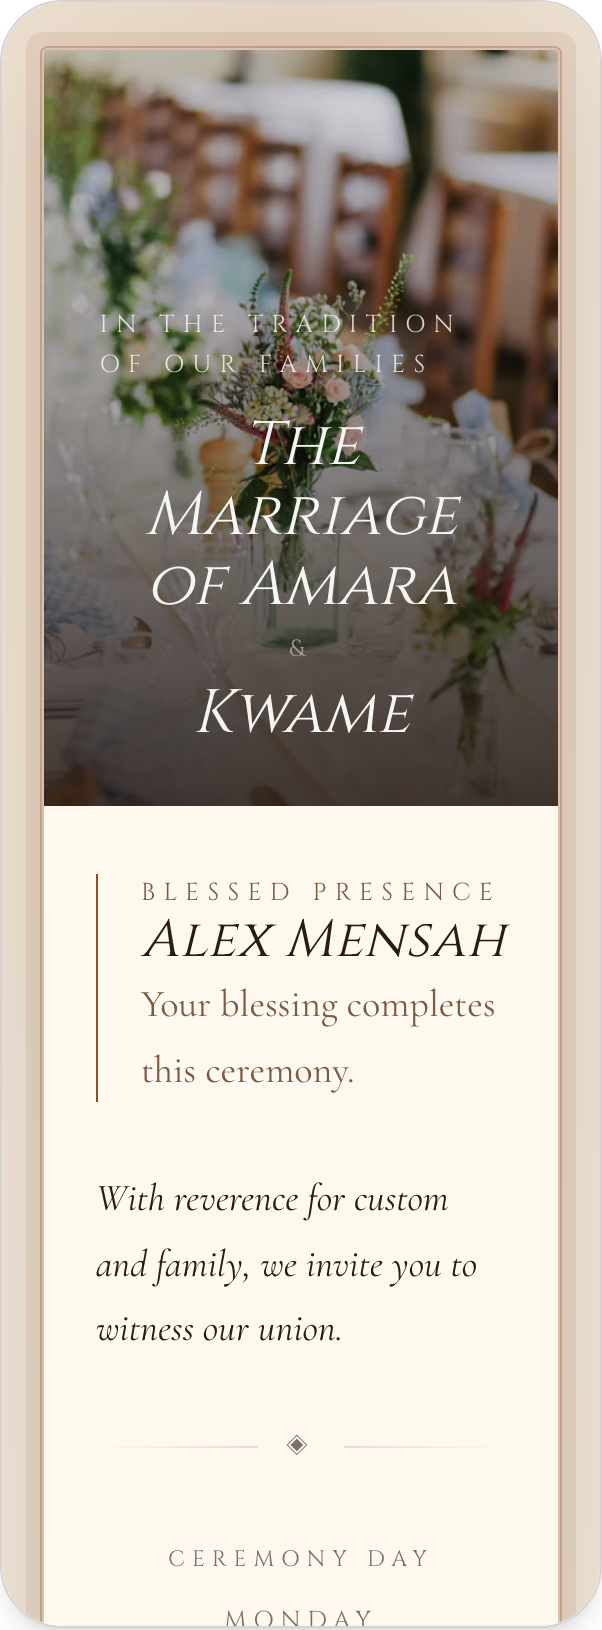 IN THE TRADITION
OF OUR FAMILIES
THE
MARRIAGE
OF AMARA
&
KWAME
BLESSED PRESENCE
ALEX MENSAH
Your blessing completes
this ceremony.
With reverence for custom
and family, we invite you to
witness our union.
CEREMONY DAY
MONDAY